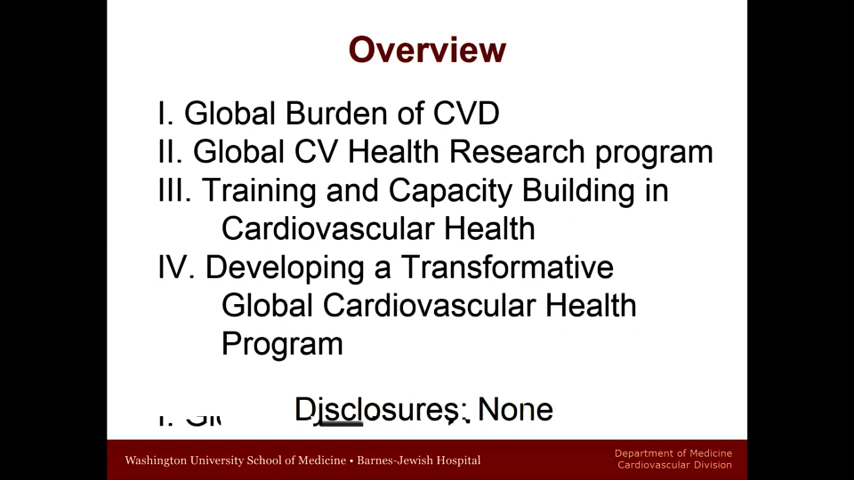 Overview
I. Global Burden of CVD
II. Global CV Health Research program
III. Training and Capacity Building in
Cardiovascular Health
IV. Developing a Transformative
Global Cardiovascular Health
Program
Disclosures: None
Washington University School of Medicine • Barnes-Jewish Hospital
Department of Medicine
Cardiovascular Division